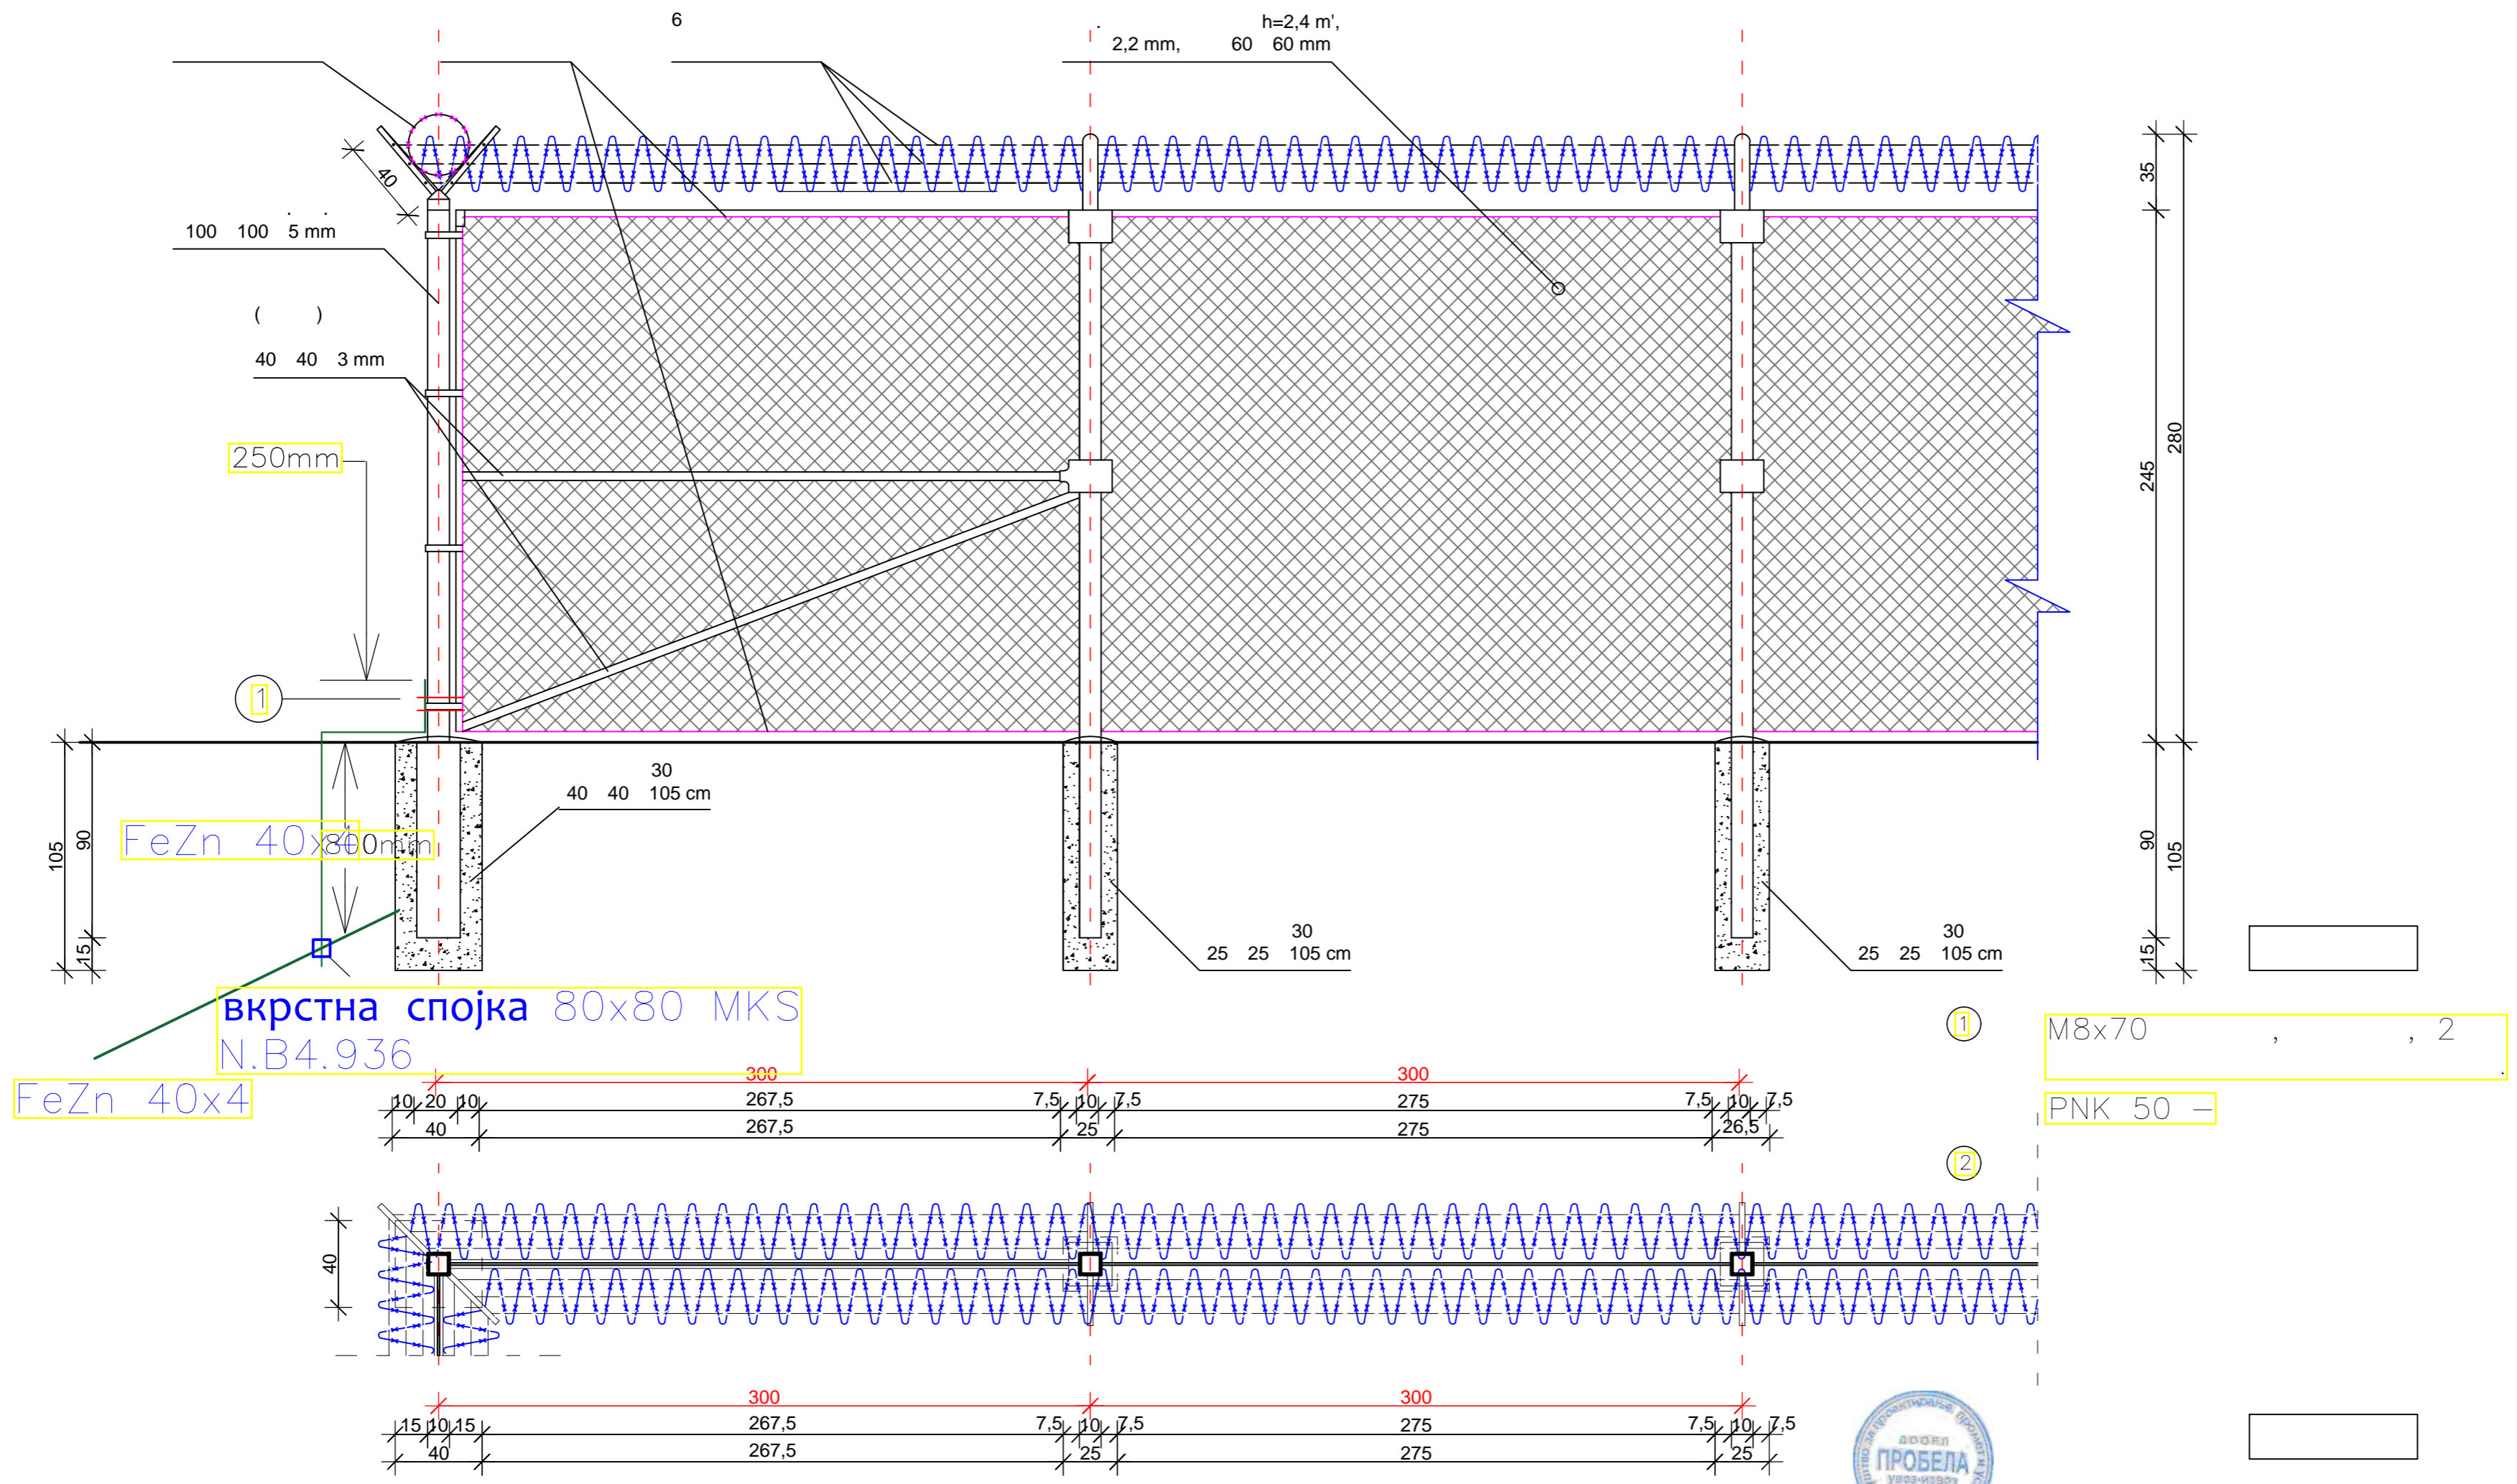 6
. h=2,4 m',
2,2 mm, 60 60 mm
40
. .
100 100 5 mm
( )
40 40 3 mm
250mm
1
35
280
245
30
40 40 105 cm
FeZn 40x4
800mm
105
90
15
30
25 25 105 cm
30
25 25 105 cm
90
105
15
вкрстна спојка 80x80 MKS
N.B4.936
FeZn 40x4
1
M8x70 , , 2
.
PNK 50 –
2
300 300
10 20 10 267,5 7,5 10 7,5 275 7,5 10 7,5
40 267,5 25 275 26,5
40
300 300
15 10 15 267,5 7,5 10 7,5 275 7,5 10 7,5
40 267,5 25 275 25
ДООЕЛ
ПРОБЕЛА
увоз-извоз